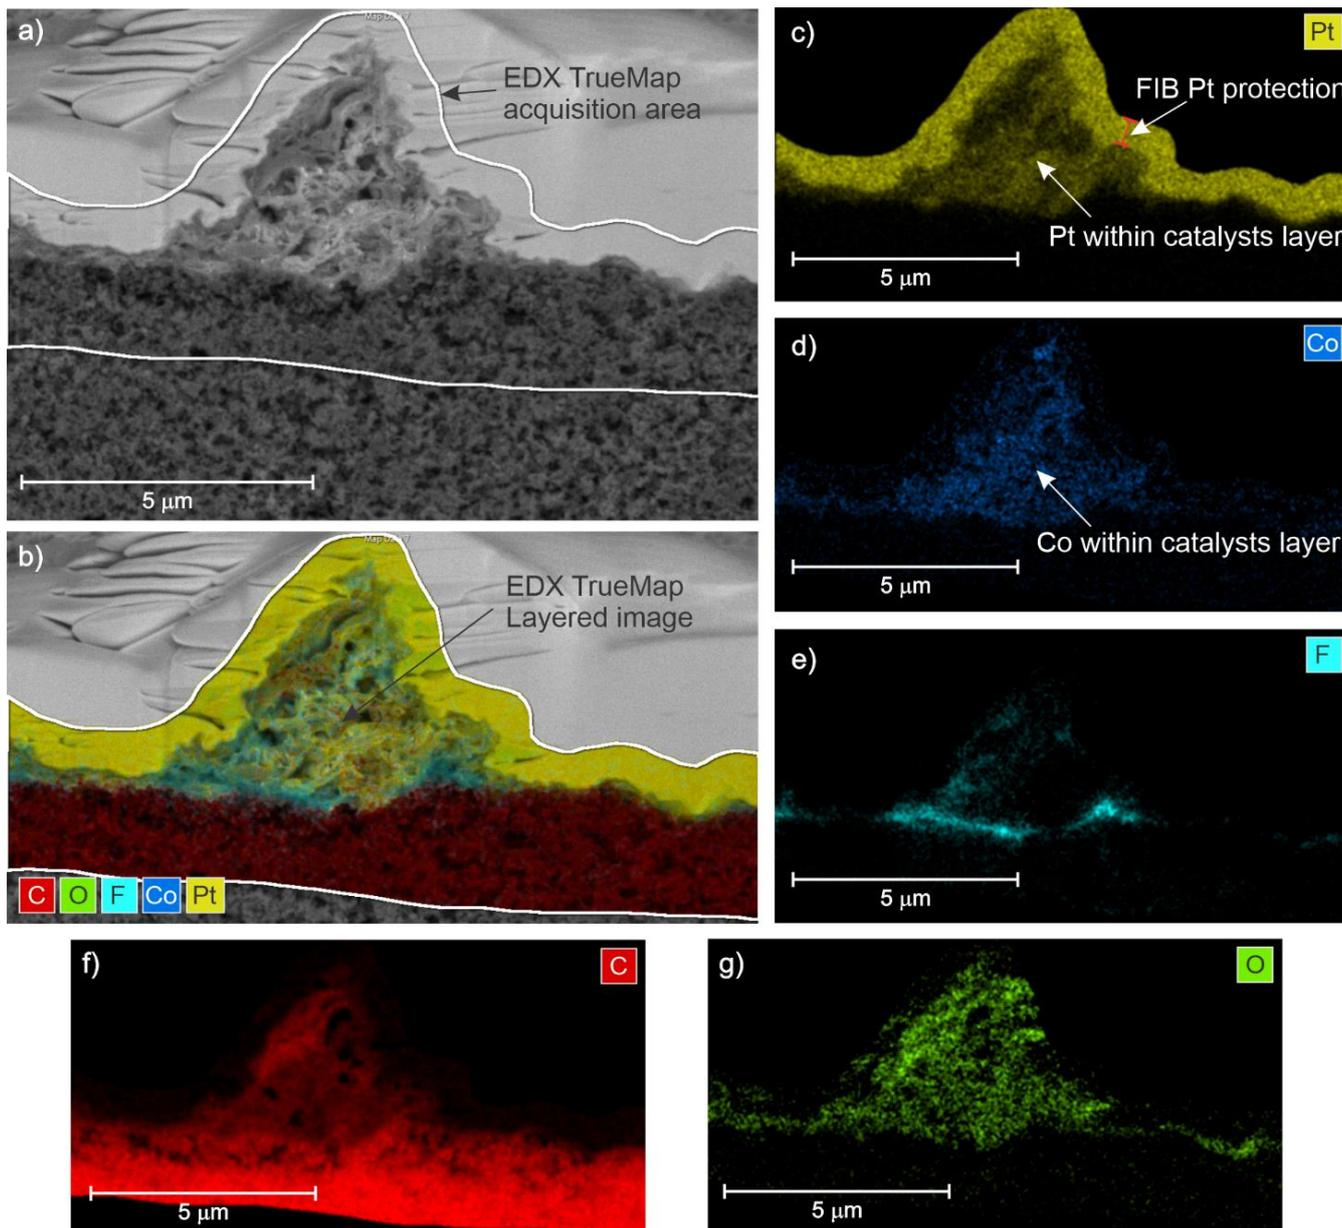 a)
EDX TrueMap
acquisition area
5 μm
b)
EDX TrueMap
Layered image
C O F Co Pt
c)
Pt
FIB Pt protection
Pt within catalysts layer
5 μm
d)
Co
Co within catalysts layer
5 μm
e)
F
5 μm
f)
C
5 μm
g)
O
5 μm